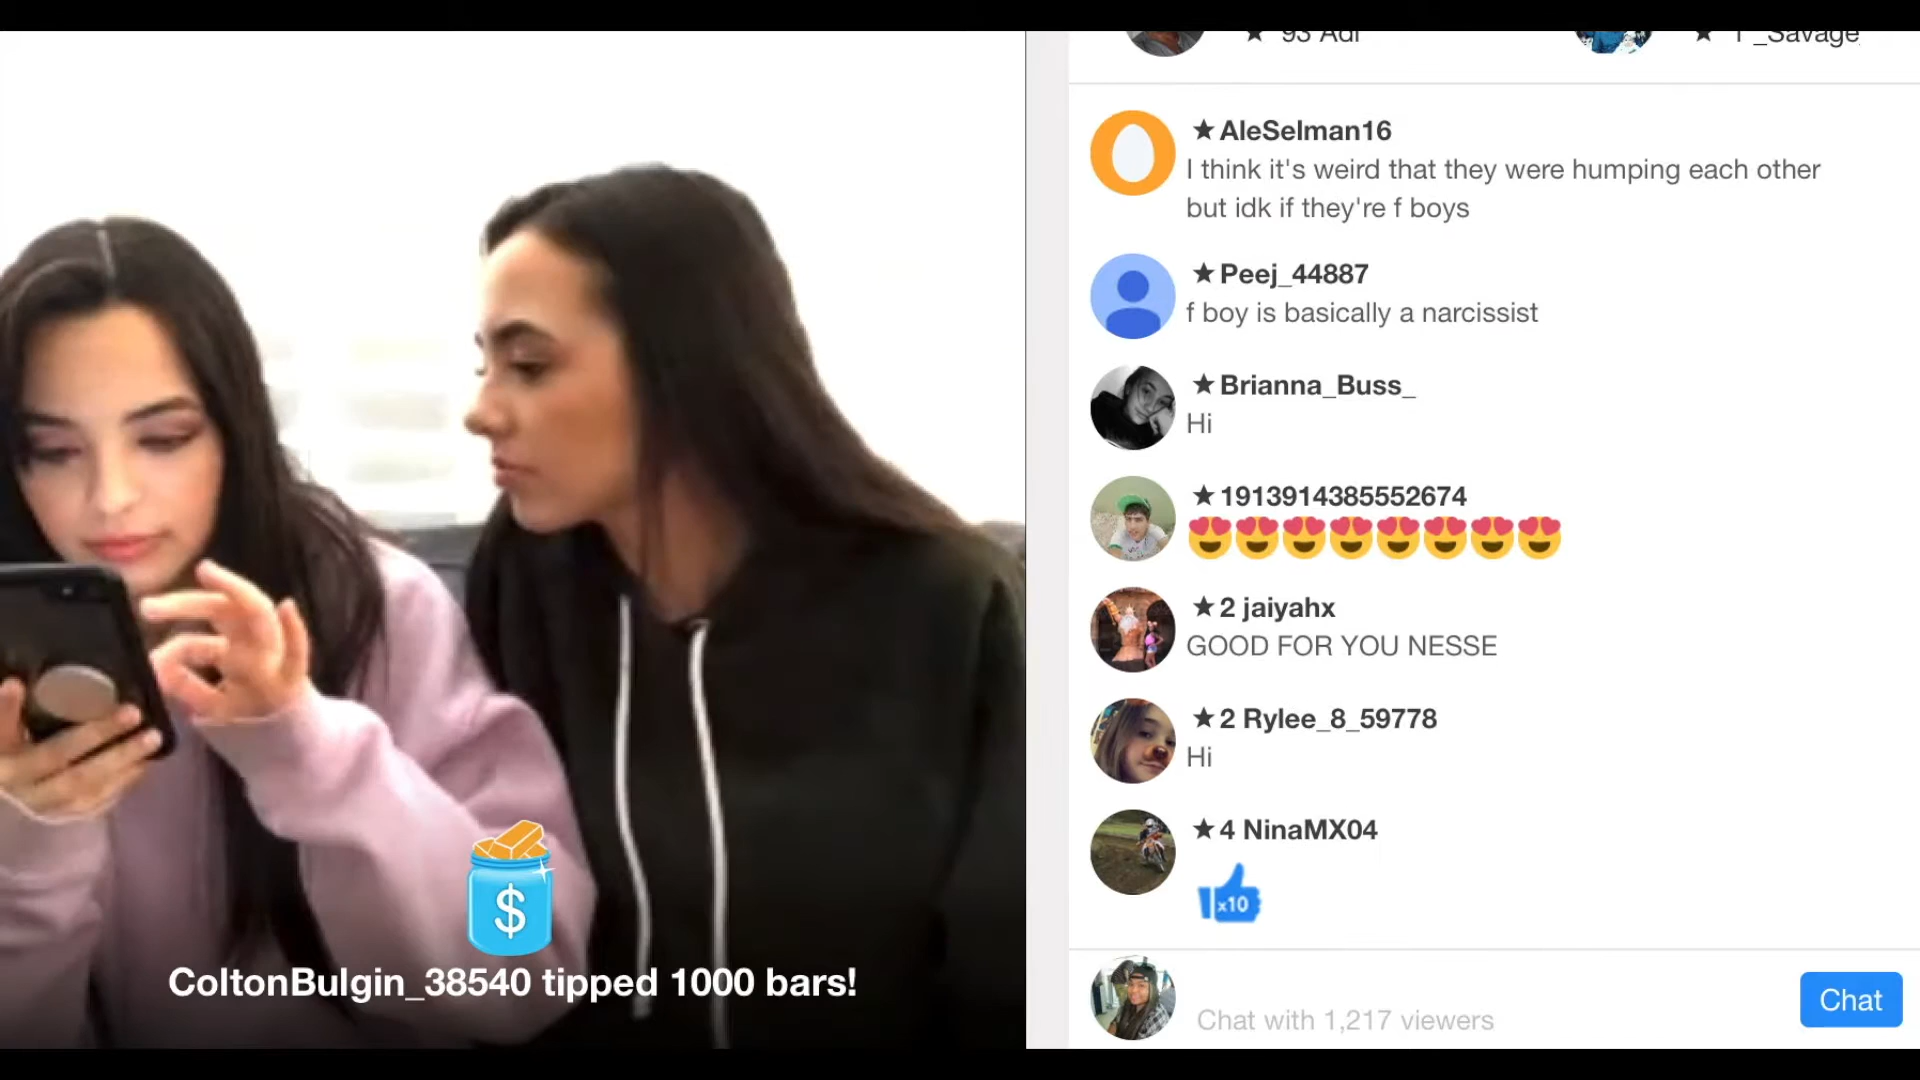 ★ 93 Adi
★ 1 _Savage
★ AleSelman16
I think it's weird that they were humping each other
but idk if they're f boys
★ Peej_44887
f boy is basically a narcissist
★ Brianna_Buss_
Hi
★ 1913914385552674
😍😍😍😍😍😍😍😍
★ 2 jaiyahx
GOOD FOR YOU NESSE
★ 2 Rylee_8_59778
Hi
★ 4 NinaMX04
x10
$
ColtonBulgin_38540 tipped 1000 bars!
Chat with 1,217 viewers
Chat